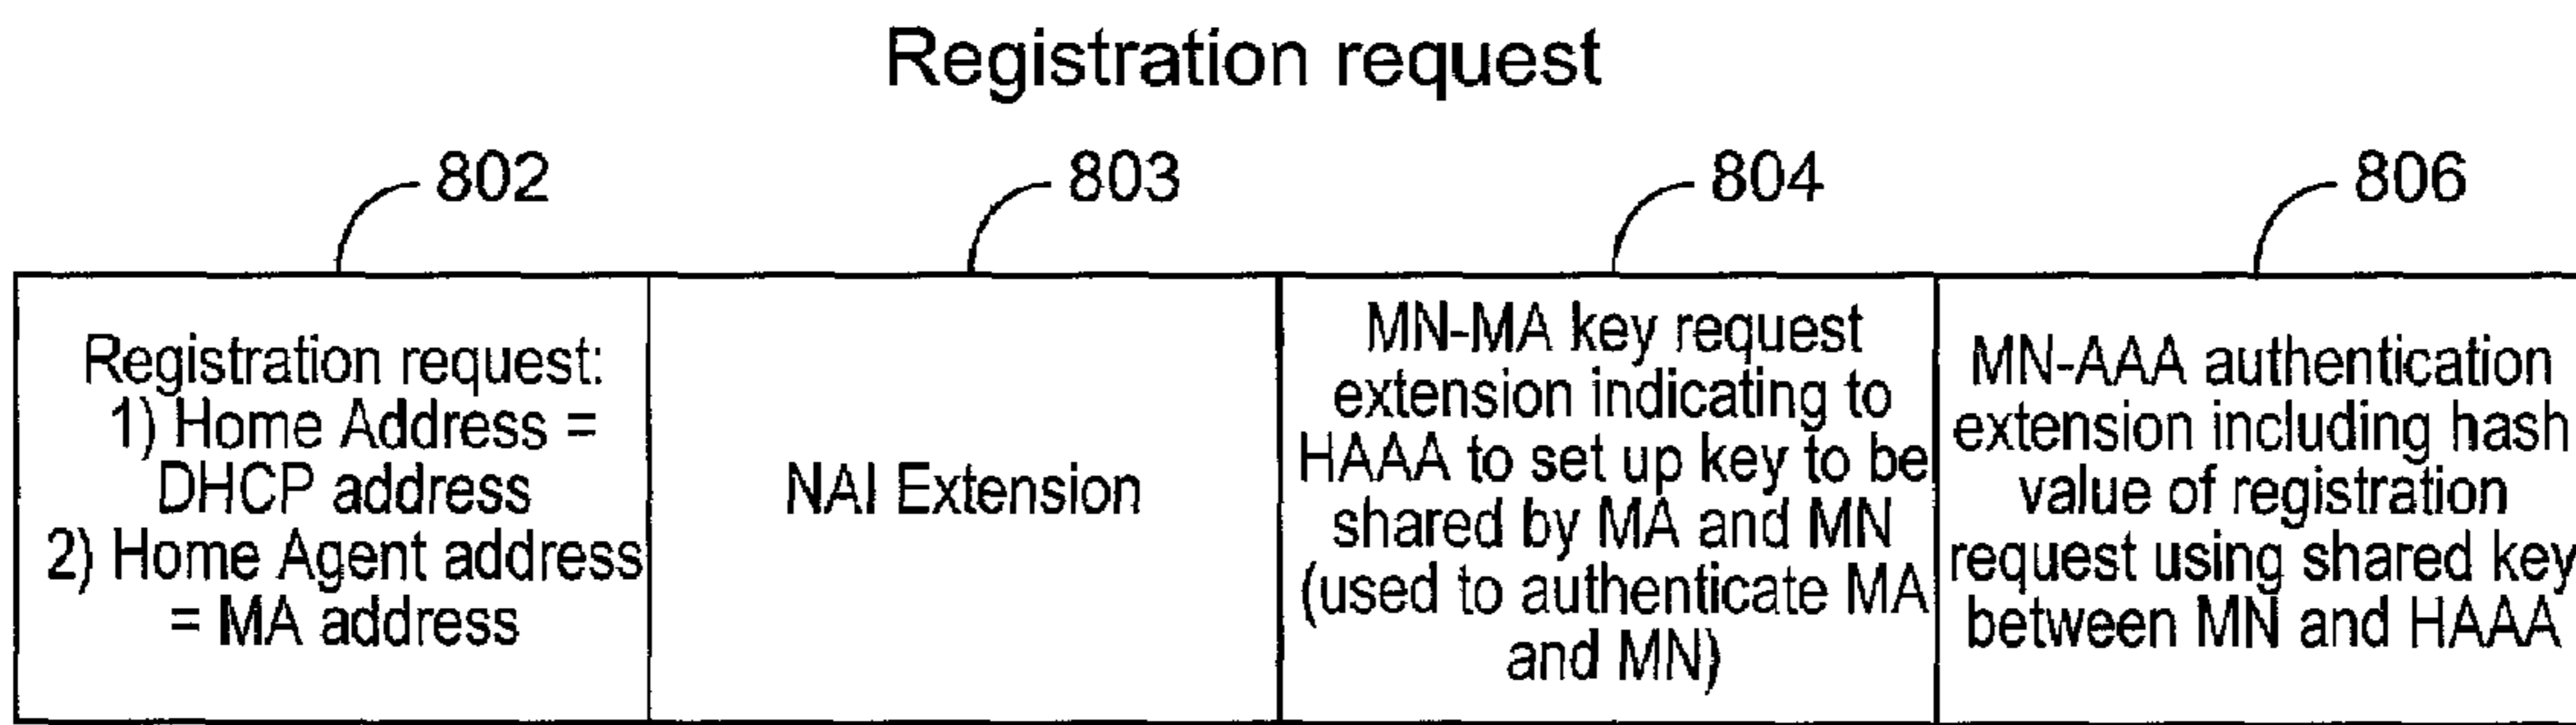 Registration request
802
803
804
806
Registration request:
1) Home Address =
DHCP address
2) Home Agent address
= MA address
NAI Extension
MN-MA key request
extension indicating to
HAAA to set up key to be
shared by MA and MN
(used to authenticate MA
and MN)
MN-AAA authentication
extension including hash
value of registration
request using shared key
between MN and HAAA